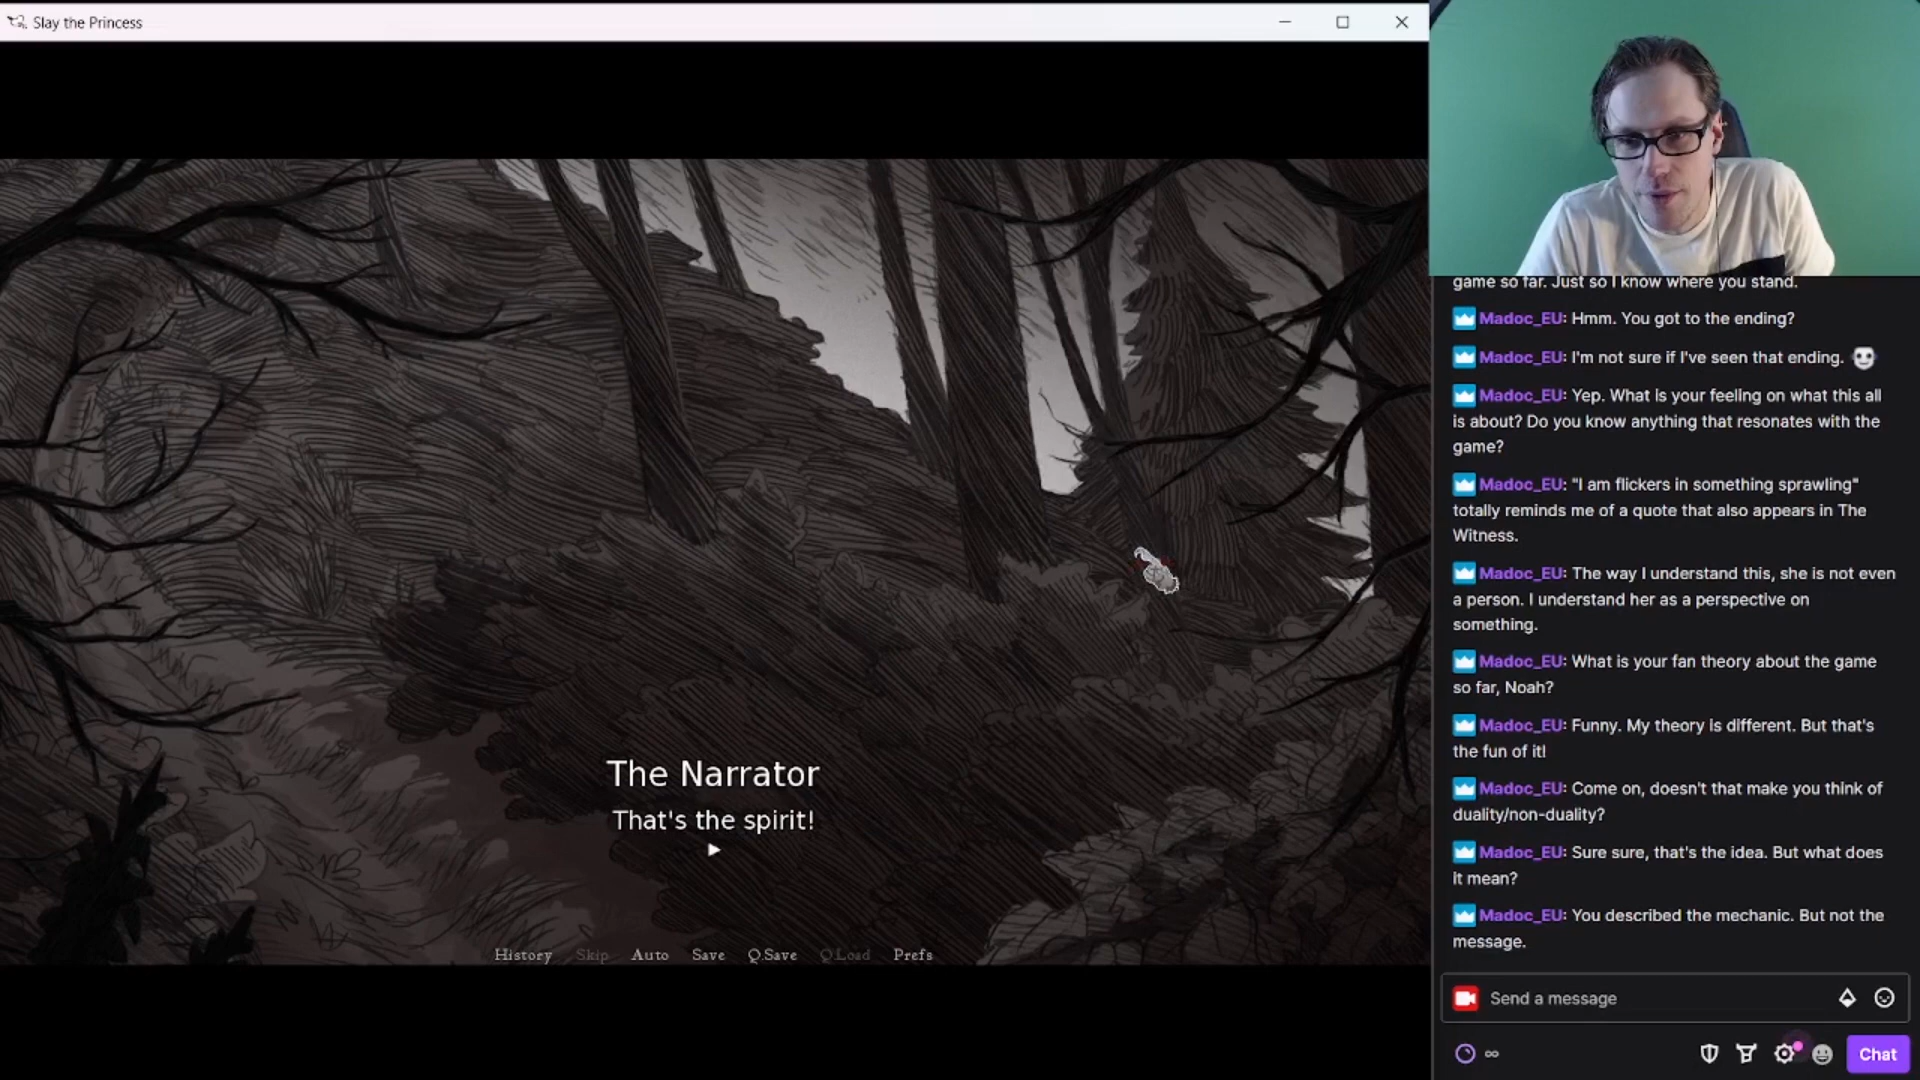 Slay the Princess
The Narrator
That's the spirit!
History Skip Auto Save Q.Save Q.Load Prefs
game so far. Just so I know where you stand.
Madoc_EU: Hmm. You got to the ending?
Madoc_EU: I'm not sure if I've seen that ending.
Madoc_EU: Yep. What is your feeling on what this all
is about? Do you know anything that resonates with the
game?
Madoc_EU: "I am flickers in something sprawling"
totally reminds me of a quote that also appears in The
Witness.
Madoc_EU: The way I understand this, she is not even
a person. I understand her as a perspective on
something.
Madoc_EU: What is your fan theory about the game
so far, Noah?
Madoc_EU: Funny. My theory is different. But that's
the fun of it!
Madoc_EU: Come on, doesn't that make you think of
duality/non-duality?
Madoc_EU: Sure sure, that's the idea. But what does
it mean?
Madoc_EU: You described the mechanic. But not the
message.
Send a message
∞
Chat